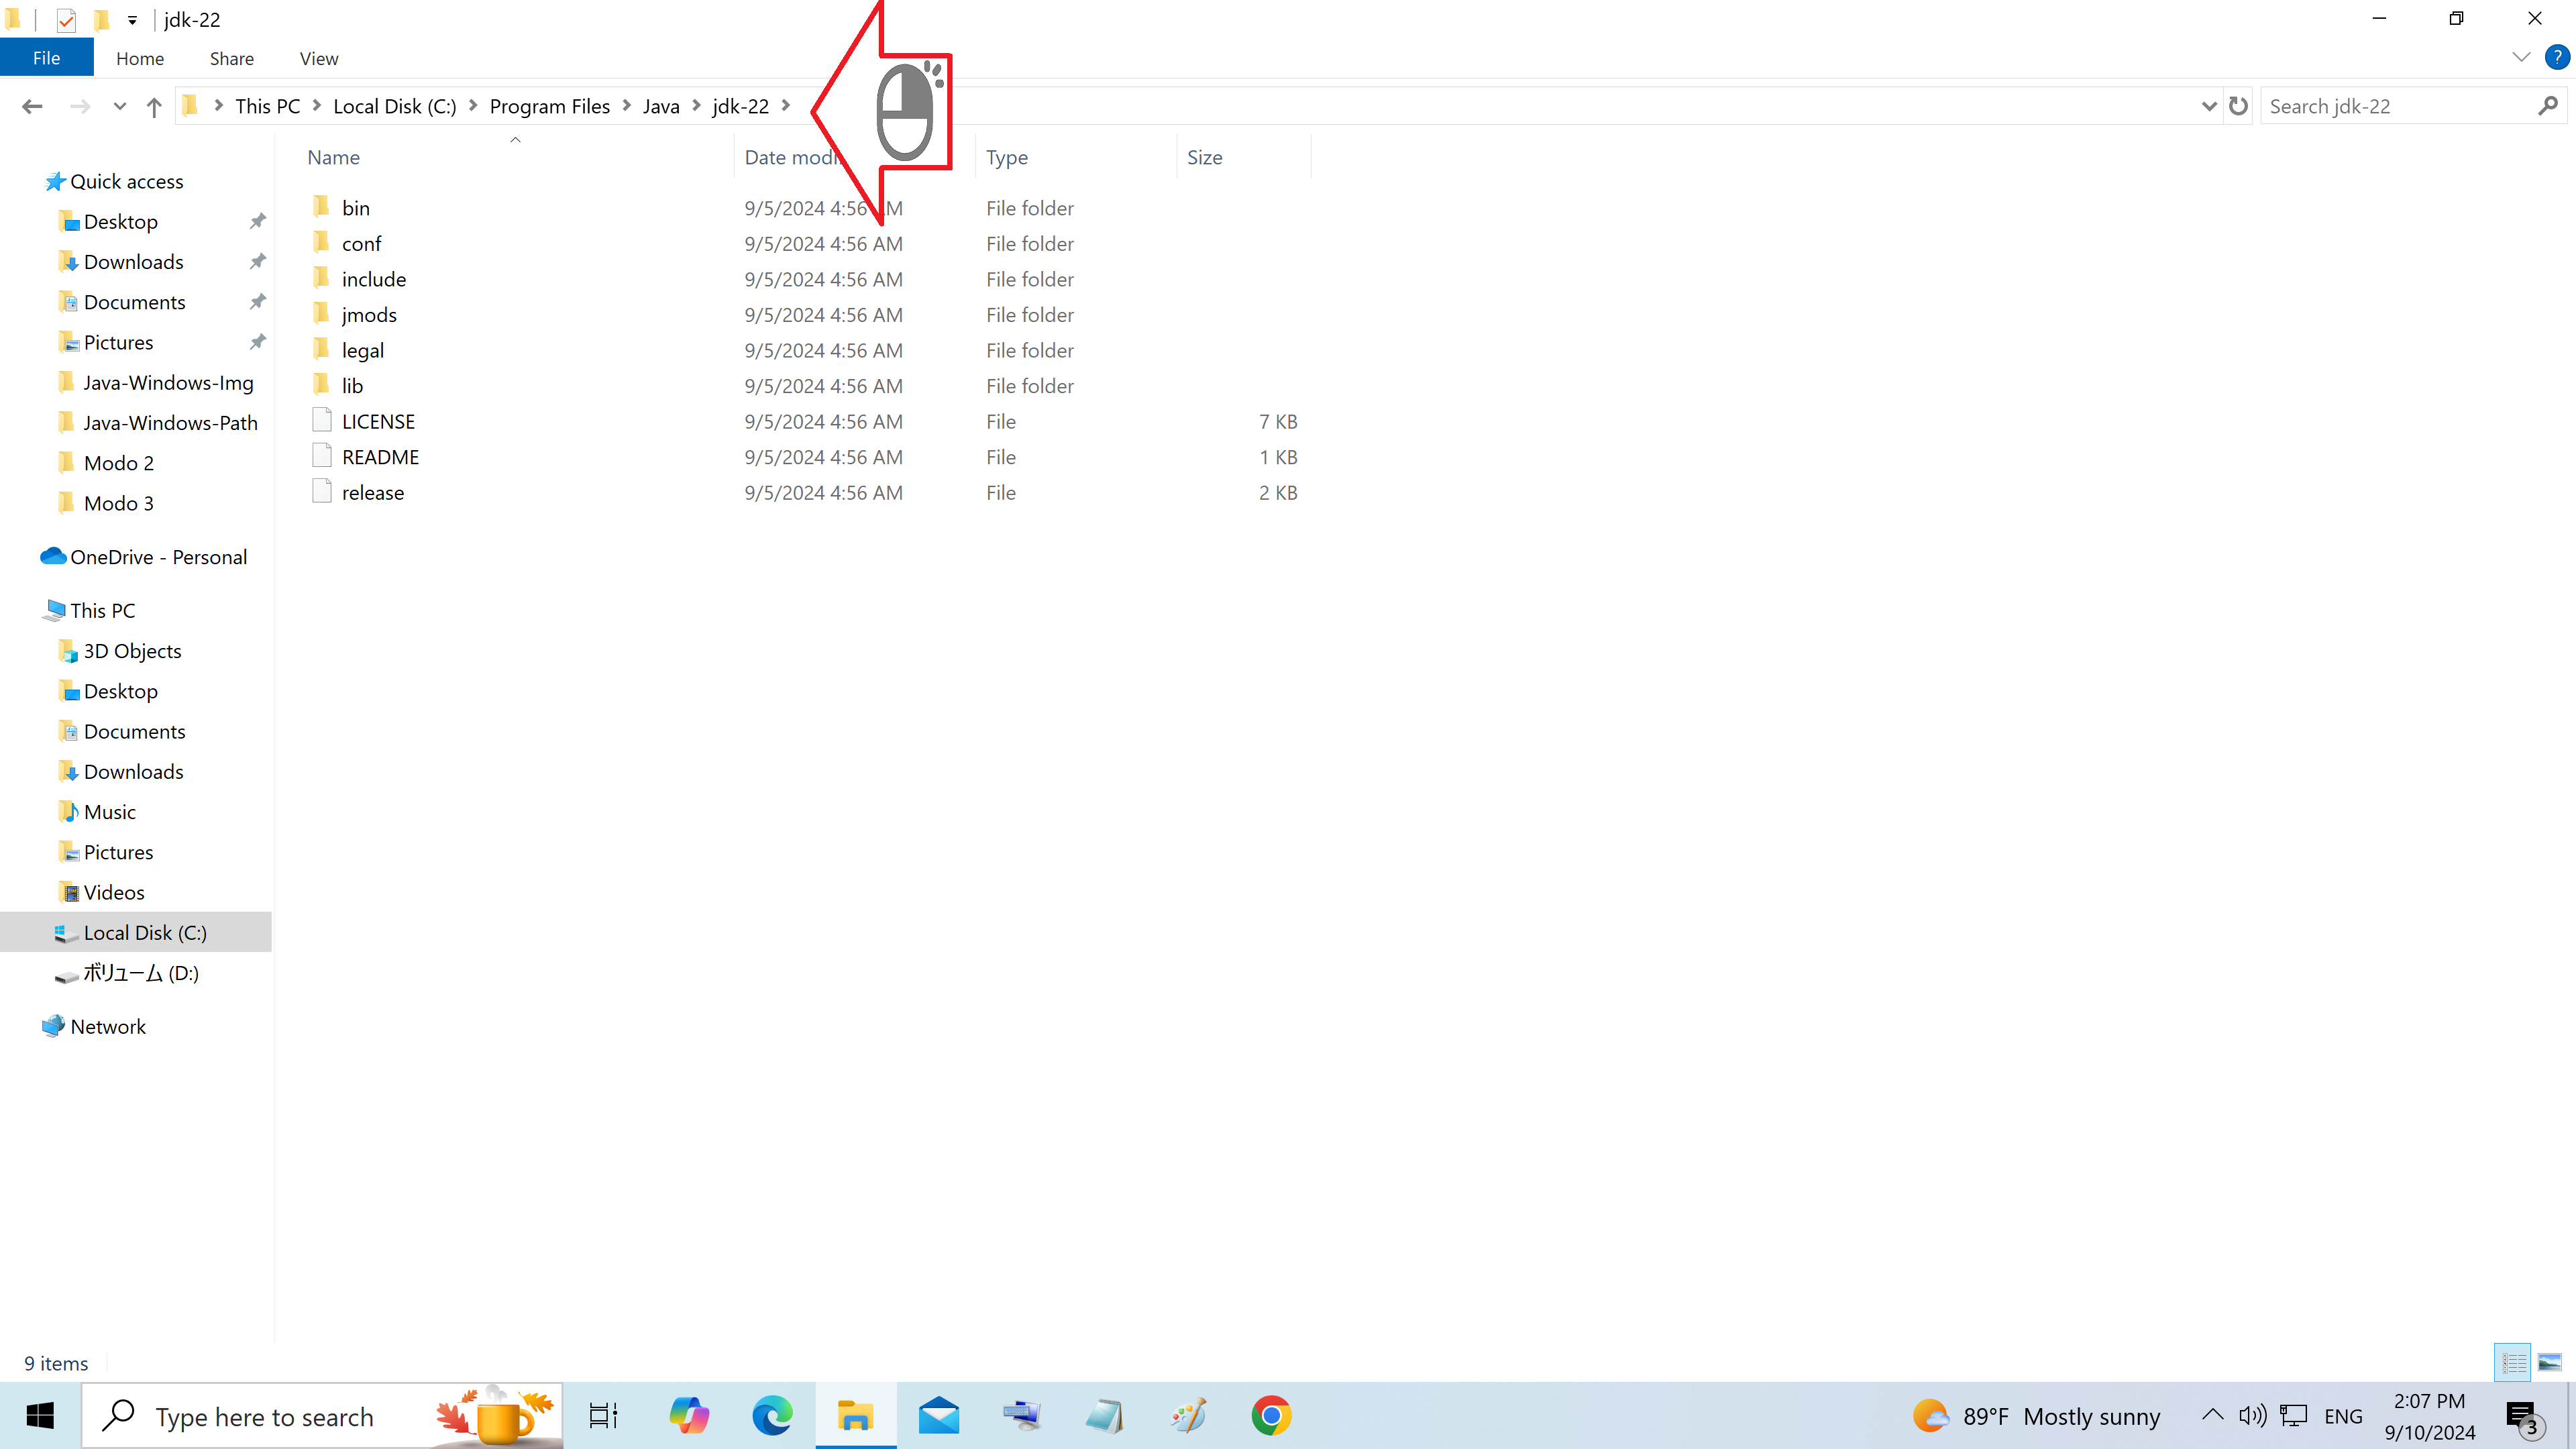 jdk-22
File Home Share View ?
This PC Local Disk (C:) Program Files Java jdk-22 Search jdk-22
Name Type Size
Quick access
Desktop
Downloads
Documents
Pictures
Java-Windows-Img
Java-Windows-Path
Modo 2
Modo 3
OneDrive - Personal
This PC
3D Objects
Desktop
Documents
Downloads
Music
Pictures
Videos
Local Disk (C:)
ボリューム (D:)
Network
Date modi
bin 9/5/2024 4:56 AM File folder
conf 9/5/2024 4:56 AM File folder
include 9/5/2024 4:56 AM File folder
jmods 9/5/2024 4:56 AM File folder
legal 9/5/2024 4:56 AM File folder
lib 9/5/2024 4:56 AM File folder
LICENSE 9/5/2024 4:56 AM File 7 KB
README 9/5/2024 4:56 AM File 1 KB
release 9/5/2024 4:56 AM File 2 KB
9 items
Type here to search
89°F Mostly sunny
ENG
2:07 PM
9/10/2024
3